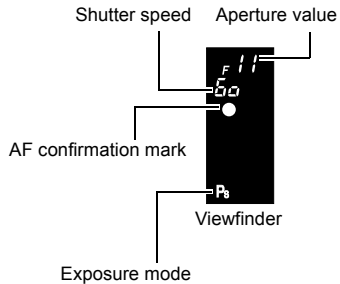 Shutter speed Aperture value
F 11
60
AF confirmation mark
Ps
Viewfinder
Exposure mode